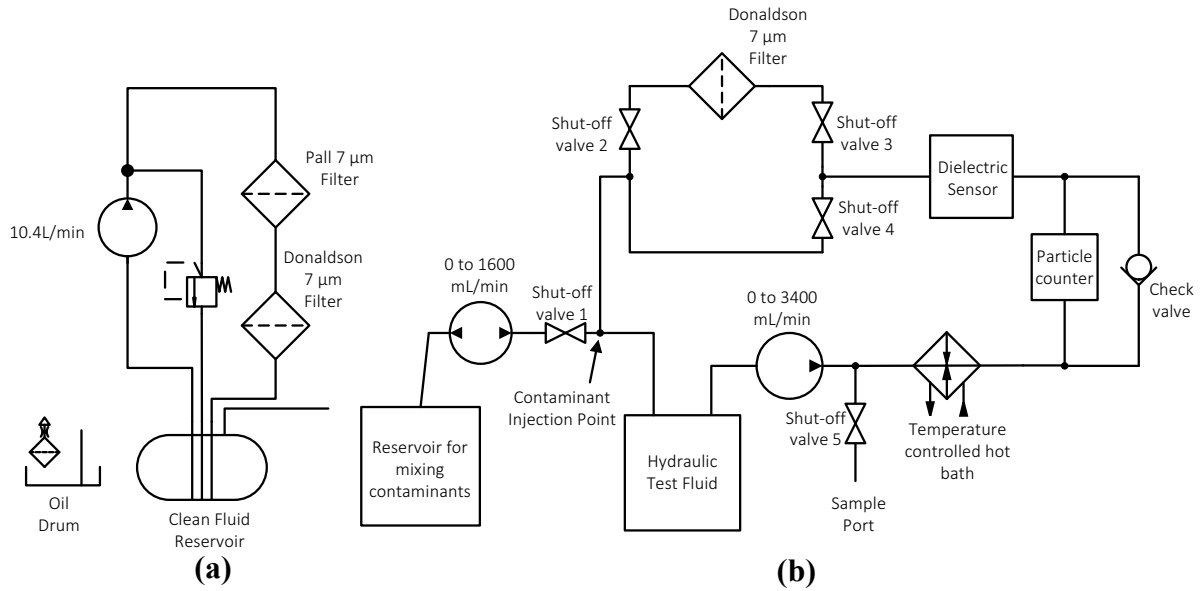 Pall 7 µm
Filter
10.4L/min
Donaldson
7 µm
Filter
Oil
Drum
Clean Fluid
Reservoir
(a)
Donaldson
7 µm
Filter
Shut-off
valve 2
Shut-off
valve 3
Dielectric
Sensor
Shut-off
valve 4
Particle
counter
Check
valve
0 to 1600
mL/min
Shut-off
valve 1
0 to 3400
mL/min
Contaminant
Injection Point
Reservoir for
mixing
contaminants
Hydraulic
Test Fluid
Shut-off
valve 5
Temperature
controlled hot
bath
Sample
Port
(b)